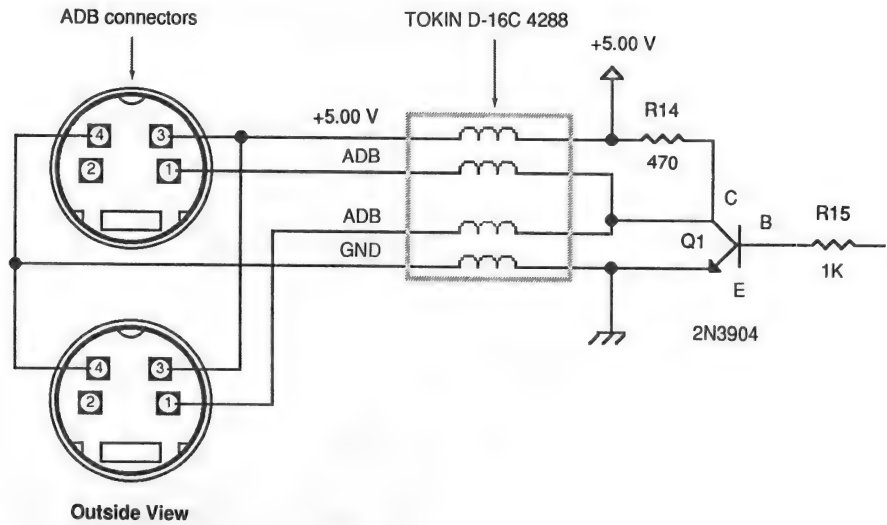 ADB connectors
TOKIN D-16C 4288
+5.00 V
R14
+5.00 V
4
3
470
ADB
2
1
C
B
R15
ADB
Q1
GND
1K
E
2N3904
4
3
2
1
Outside View